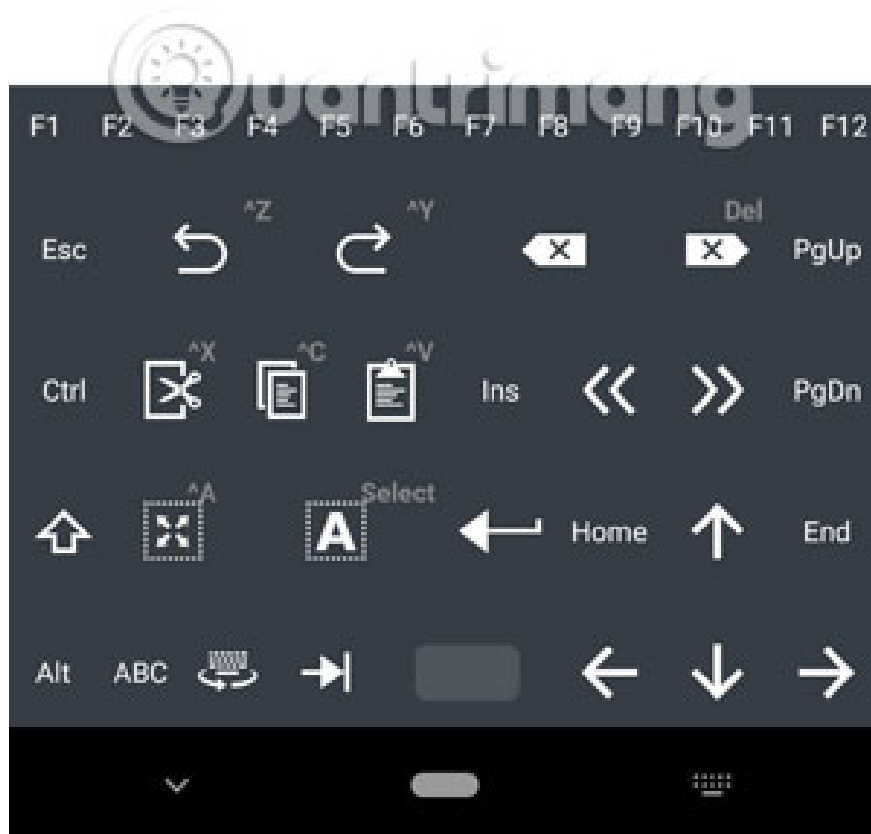 Quantrimang
F1 F2 F3 F4 F5 F6 F7 F8 F9 F10 F11 F12
^Z ^Y Del
Esc PgUp
^X ^C ^V
Ctrl Ins PgDn
^A Select
A Home End
Alt ABC